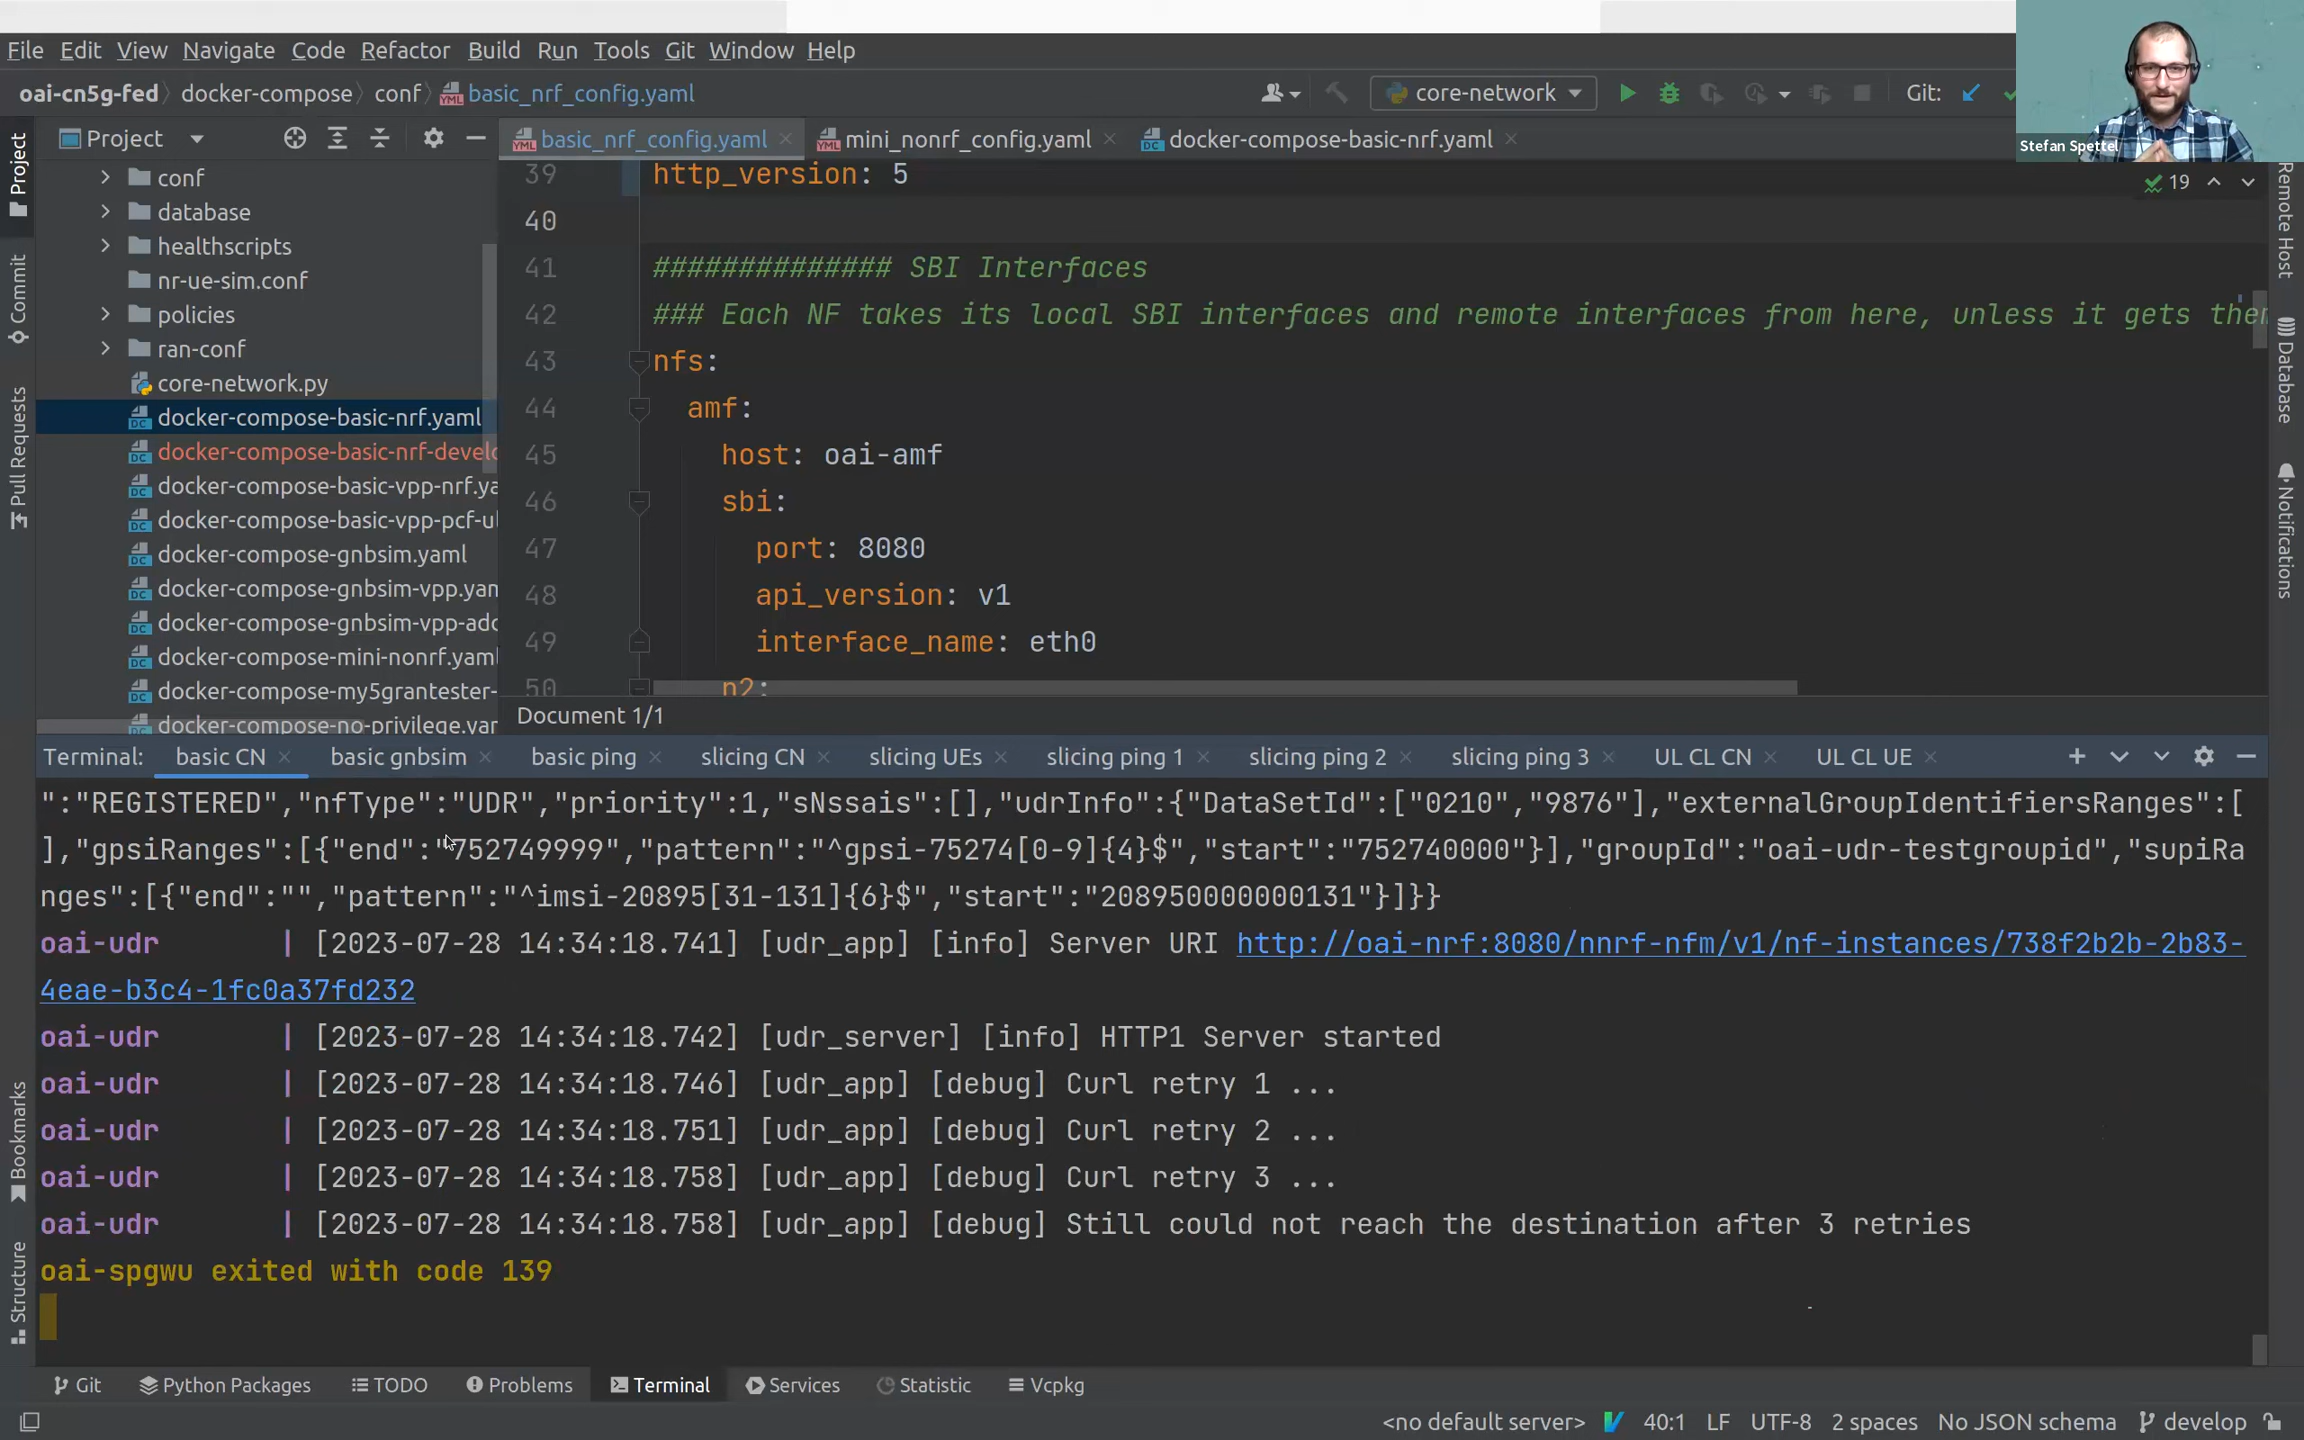 File Edit View Navigate Code Refactor Build Run Tools Git Window Help
oai-cn5g-fed docker-compose conf basic_nrf_config.yaml core-network Git:
Stefan Spettel
Project
basic_nrf_config.yaml mini_nonrf_config.yaml docker-compose-basic-nrf.yaml
Project
Commit
Pull Requests
Bookmarks
Structure
conf
database
healthscripts
nr-ue-sim.conf
policies
ran-conf
core-network.py
docker-compose-basic-nrf.yaml
docker-compose-basic-nrf-develo
docker-compose-basic-vpp-nrf.ya
docker-compose-basic-vpp-pcf-ul
docker-compose-gnbsim.yaml
docker-compose-gnbsim-vpp.yam
docker-compose-gnbsim-vpp-add
docker-compose-mini-nonrf.yaml
docker-compose-my5grantester-
docker-compose-no-privilege.yam
19
39 http_version: 5
40
41 ############## SBI Interfaces
42 ### Each NF takes its local SBI interfaces and remote interfaces from here, unless it gets them
43 nfs:
44 amf:
45 host: oai-amf
46 sbi:
47 port: 8080
48 api_version: v1
49 interface_name: eth0
50 n2:
Document 1/1
Remote Host
Database
Notifications
Terminal: basic CN basic gnbsim basic ping slicing CN slicing UEs slicing ping 1 slicing ping 2 slicing ping 3 UL CL CN UL CL UE
":"REGISTERED","nfType":"UDR","priority":1,"sNssais":[],"udrInfo":{"DataSetId":["0210","9876"],"externalGroupIdentifiersRanges":[
],"gpsiRanges":[{"end":"752749999","pattern":"^gpsi-75274[0-9]{4}$","start":"752740000"}],"groupId":"oai-udr-testgroupid","supiRa
nges":[{"end":"","pattern":"^imsi-20895[31-131]{6}$","start":"208950000000131"}]}}
oai-udr | [2023-07-28 14:34:18.741] [udr_app] [info] Server URI http://oai-nrf:8080/nnrf-nfm/v1/nf-instances/738f2b2b-2b83-
4eae-b3c4-1fc0a37fd232
oai-udr | [2023-07-28 14:34:18.742] [udr_server] [info] HTTP1 Server started
oai-udr | [2023-07-28 14:34:18.746] [udr_app] [debug] Curl retry 1 ...
oai-udr | [2023-07-28 14:34:18.751] [udr_app] [debug] Curl retry 2 ...
oai-udr | [2023-07-28 14:34:18.758] [udr_app] [debug] Curl retry 3 ...
oai-udr | [2023-07-28 14:34:18.758] [udr_app] [debug] Still could not reach the destination after 3 retries
oai-spgwu exited with code 139
Git Python Packages TODO Problems Terminal Services Statistic Vcpkg
<no default server> 40:1 LF UTF-8 2 spaces No JSON schema develop